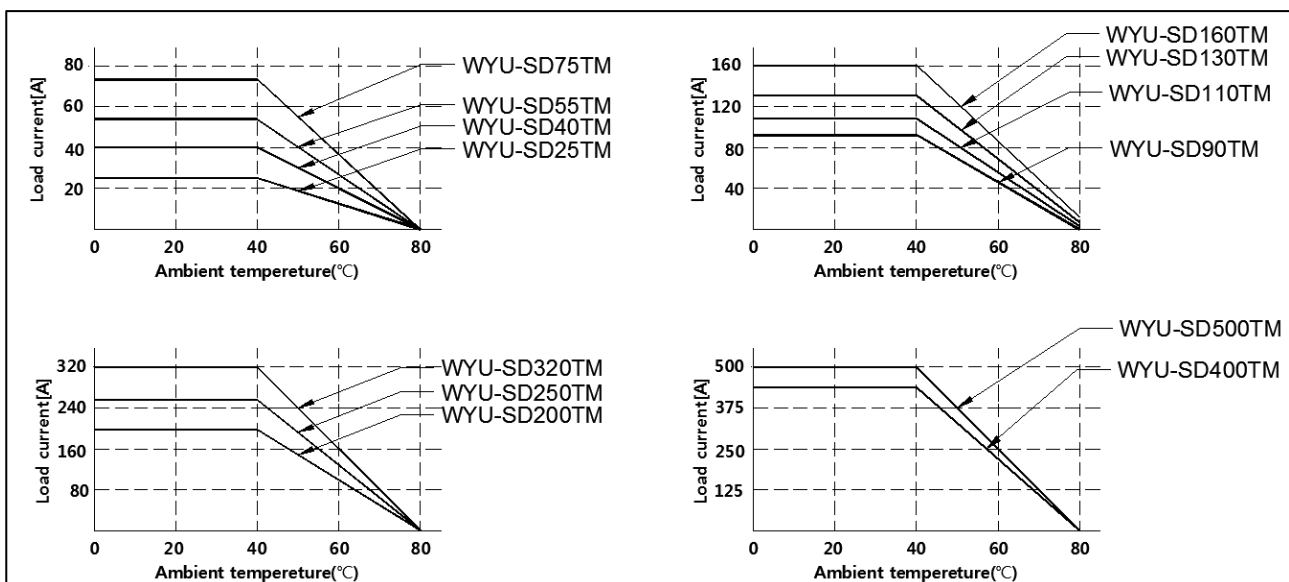 80
60
40
20
Load current[A]
0 20 40 60 80
Ambient tempereture(℃)
WYU-SD75TM
WYU-SD55TM
WYU-SD40TM
WYU-SD25TM
160
120
80
40
Load current[A]
0 20 40 60 80
Ambient tempereture(℃)
WYU-SD160TM
WYU-SD130TM
WYU-SD110TM
WYU-SD90TM
320
240
160
80
Load current[A]
0 20 40 60 80
Ambient tempereture(℃)
WYU-SD320TM
WYU-SD250TM
WYU-SD200TM
500
375
250
125
Load current[A]
0 20 40 60 80
Ambient tempereture(℃)
WYU-SD500TM
WYU-SD400TM